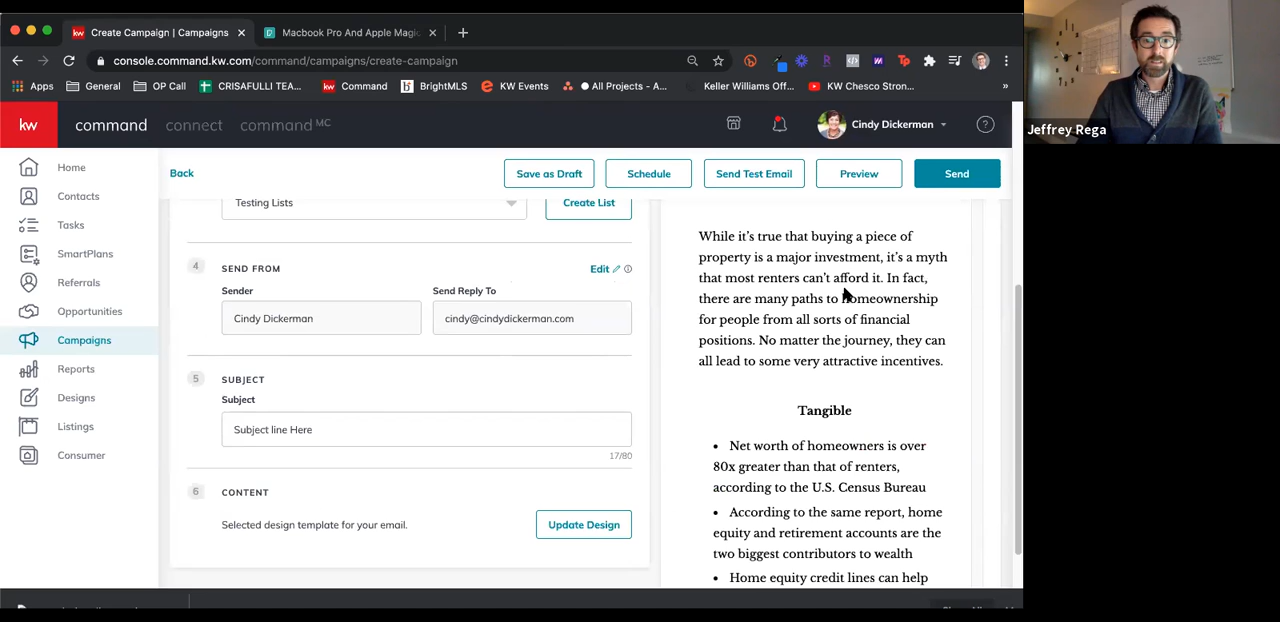 Create Campaign | Campaigns
Macbook Pro And Apple Magi
console.command.kw.com/command/campaigns/create-campaign
Apps
General
OP Call
CRISAFULLI TEA...
Command
BrightMLS
KW Events
All Projects - A...
Keller Williams Off...
KW Chesco Stron...
»
Jeffrey Rega
kw
command
connect
command MC
Cindy Dickerman
Home
Contacts
Tasks
SmartPlans
Referrals
Opportunities
Campaigns
Reports
Designs
Listings
Consumer
Back
Save as Draft
Schedule
Send Test Email
Preview
Send
Testing Lists
Create List
4
SEND FROM
Edit
Sender
Send Reply To
Cindy Dickerman
cindy@cindydickerman.com
5
SUBJECT
Subject
Subject line Here
17/80
6
CONTENT
Selected design template for your email.
Update Design
While it’s true that buying a piece of
property is a major investment, it’s a myth
that most renters can’t afford it. In fact,
there are many paths to homeownership
for people from all sorts of financial
positions. No matter the journey, they can
all lead to some very attractive incentives.
Tangible
• Net worth of homeowners is over
80x greater than that of renters,
according to the U.S. Census Bureau
• According to the same report, home
equity and retirement accounts are the
two biggest contributors to wealth
• Home equity credit lines can help